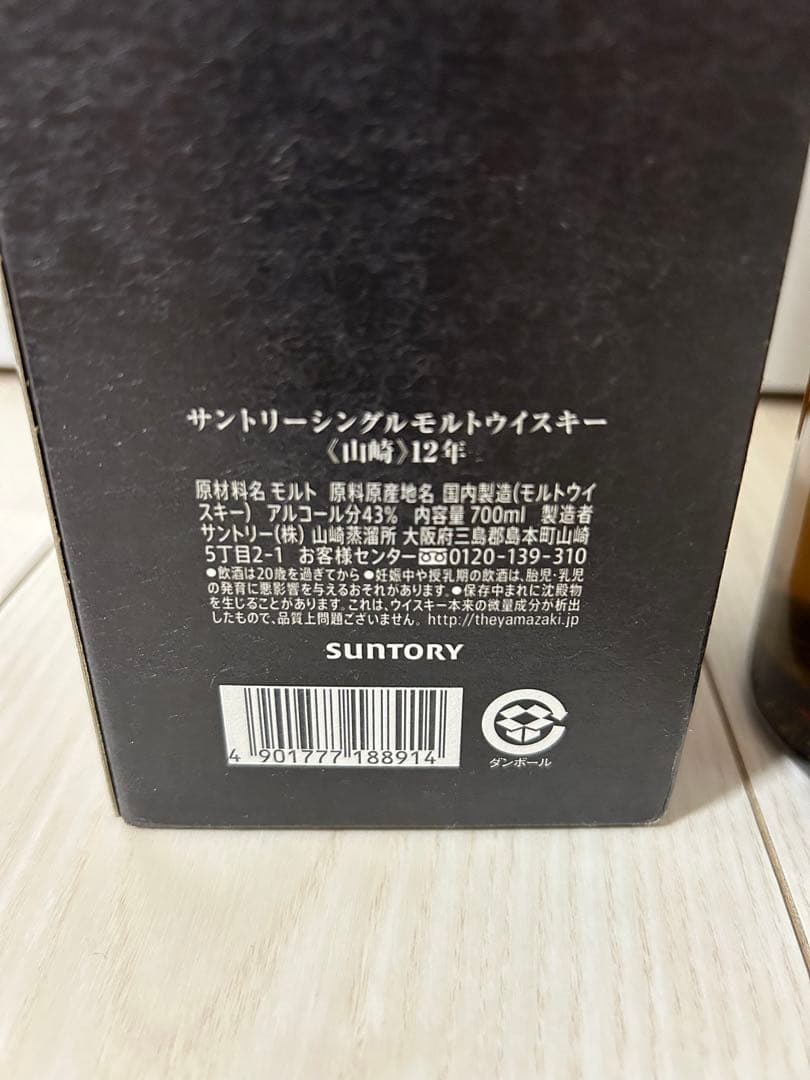 サントリーシングルモルトウイスキー
《山崎》12年
原材料名 モルト 原料原産地名 国内製造(モルトウイ
スキー) アルコール分43% 内容量 700ml 製造者
サントリー(株) 山崎蒸溜所 大阪府三島郡島本町山崎
5丁目2-1 お客様センター 0120-139-310
●飲酒は20歳を過ぎてから ●妊娠中や授乳期の飲酒は、胎児・乳児
の発育に悪影響を与えるおそれがあります。●保存中まれに沈殿物
を生じることがあります。これは、ウイスキー本来の微量成分が析出
したもので、品質上問題ございません。http://theyamazaki.jp
SUNTORY
4 901777 188914
ダンボール